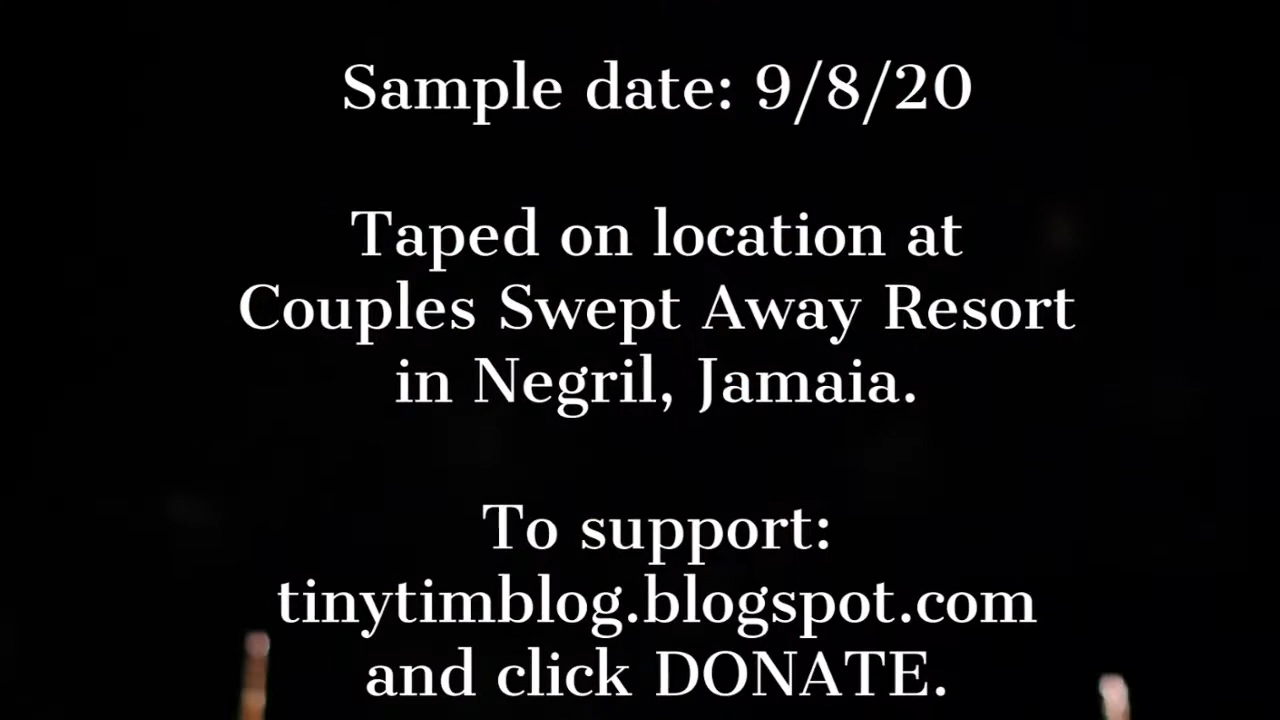 Sample date: 9/8/20
Taped on location at
Couples Swept Away Resort
in Negril, Jamaia.
To support:
tinytimblog.blogspot.com
and click DONATE.